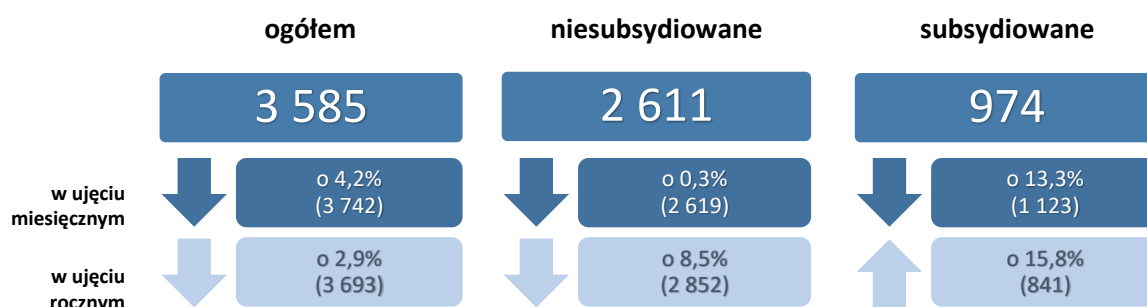 ogółem niesubsydiowane subsydiowane
3 585 2 611 974
w ujęciu
miesięcznym
o 4,2% o 0,3% o 13,3%
(3 742) (2 619) (1 123)
w ujęciu
rocznym
o 2,9% o 8,5% o 15,8%
(3 693) (2 852) (841)